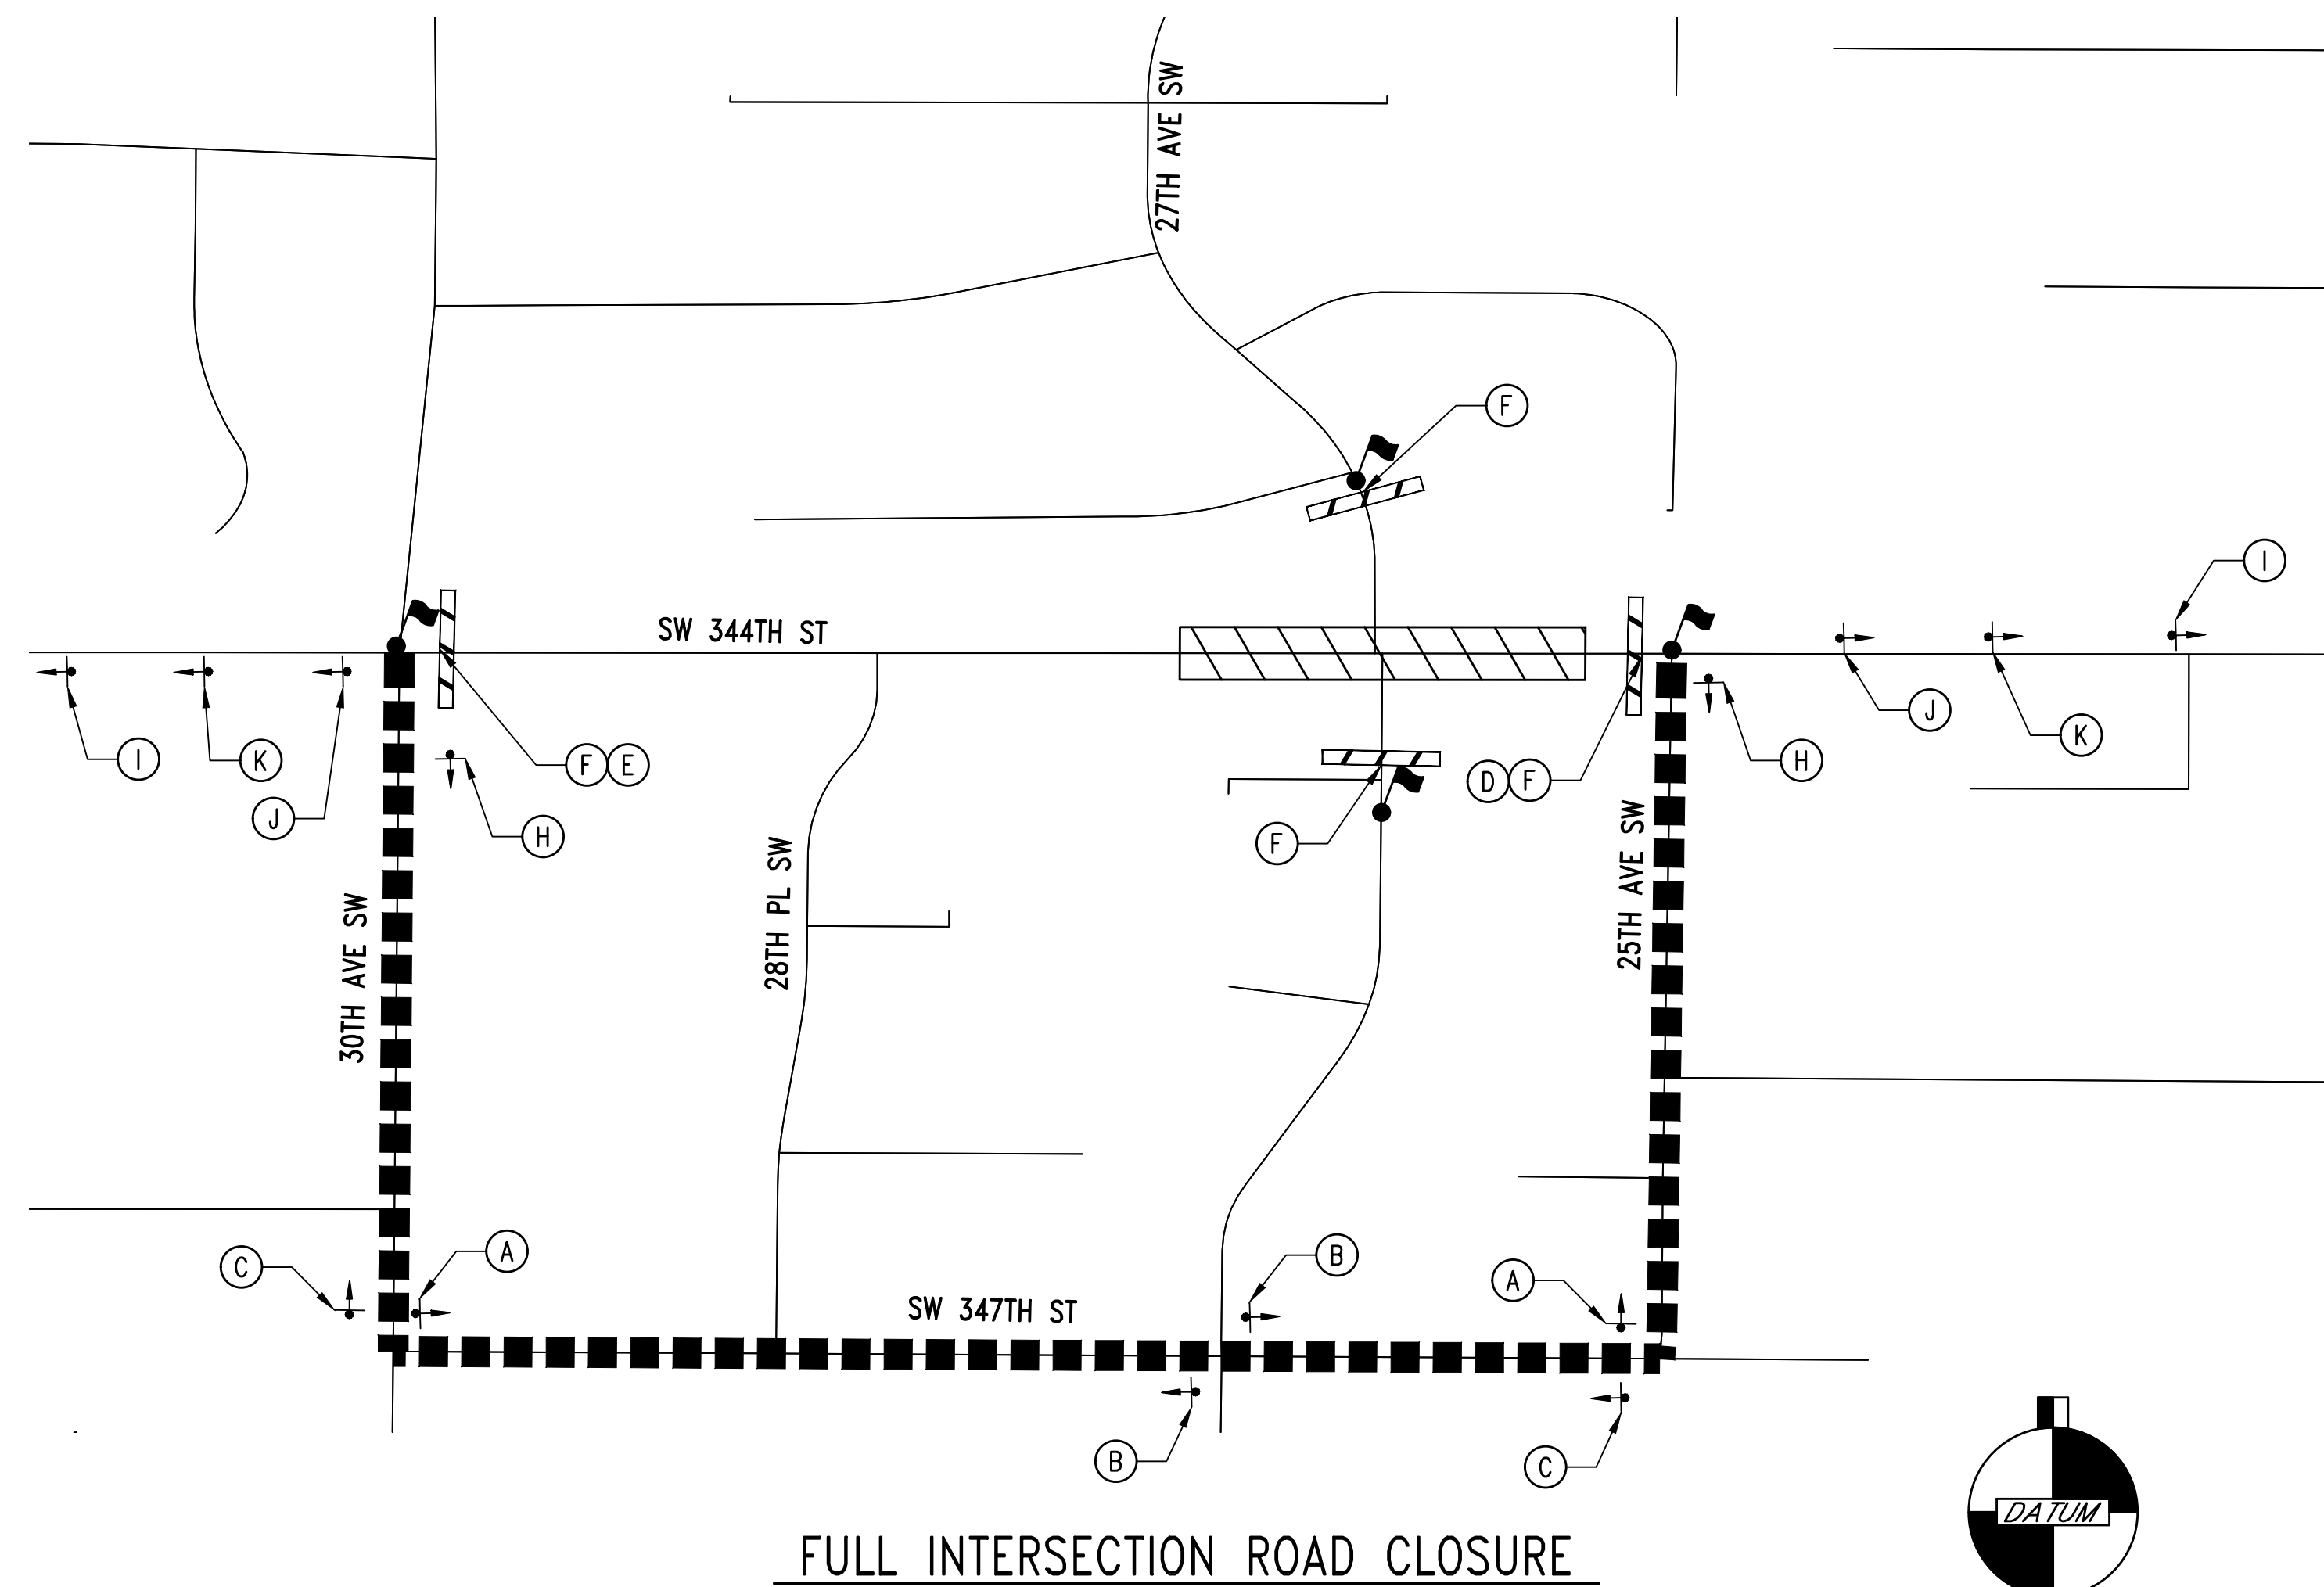 27TH AVE SW
F
I
SW 344TH ST
J
K
I
K
J
F E
H
D F
H
F
30TH AVE SW
28TH PL SW
25TH AVE SW
C
A
B
A
SW 347TH ST
B
C
DATUM
FULL INTERSECTION ROAD CLOSURE